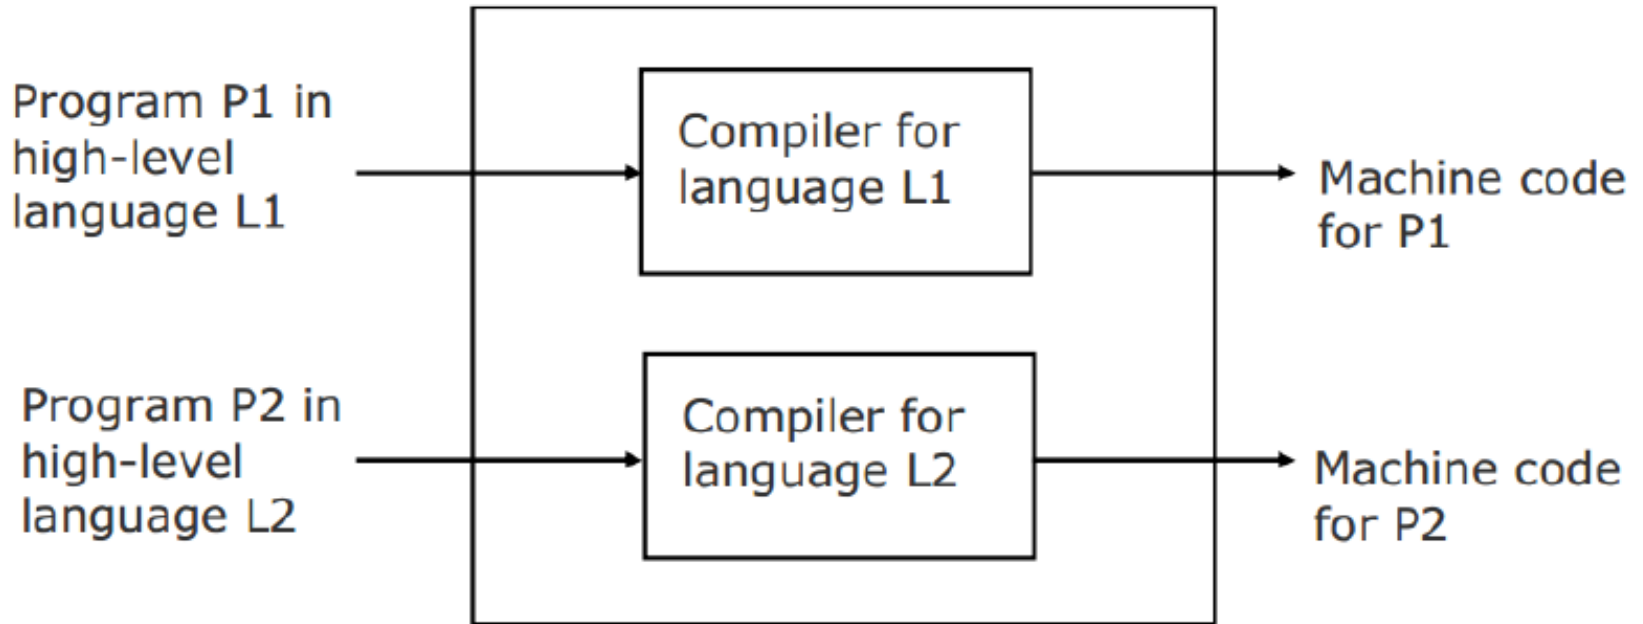 Program P1 in
high-level
language L1
Compiler for
language L1
Machine code
for P1
Program P2 in
high-level
language L2
Compiler for
language L2
Machine code
for P2